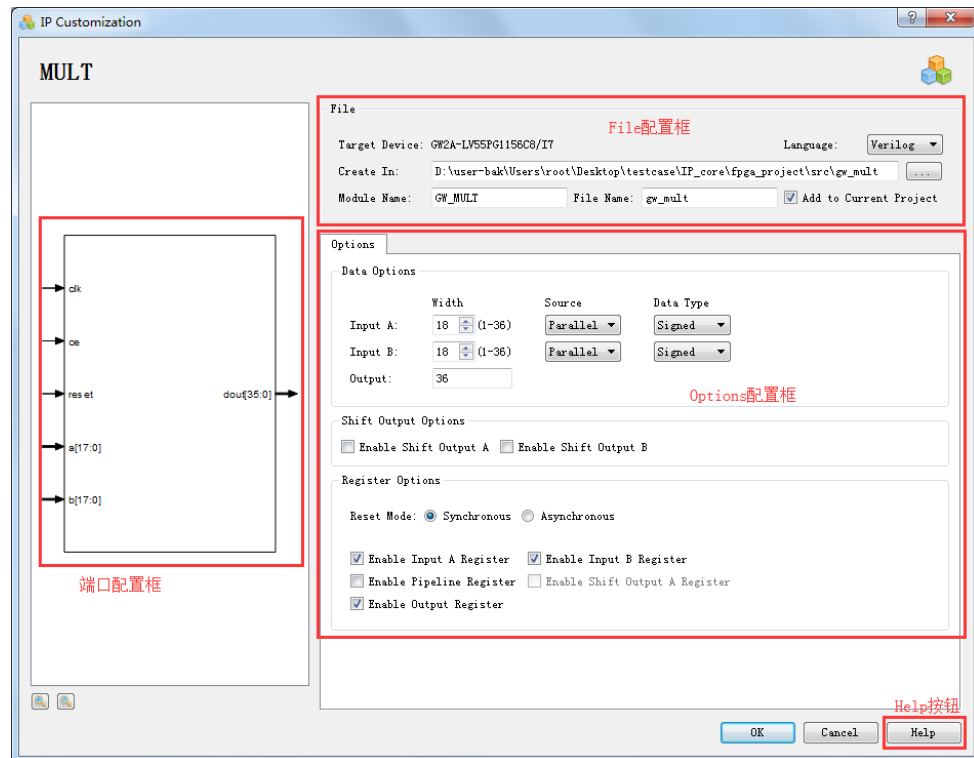 IP Customization
MULT
File
File配置框
Target Device: GW2A-LV55PG1156C8/I7 Language: Verilog
Create In: D:\user-bak\Users\root\Desktop\testcase\IP_core\fpga_project\src\gw_mult ...
Module Name: GW_MULT File Name: gw_mult Add to Current Project
Options
Data Options
Width Source Data Type
Input A: 18 (1-36) Parallel Signed
Input B: 18 (1-36) Parallel Signed
Output: 36
Options配置框
Shift Output Options
Enable Shift Output A Enable Shift Output B
Register Options
Reset Mode: Synchronous Asynchronous
Enable Input A Register Enable Input B Register
Enable Pipeline Register Enable Shift Output A Register
Enable Output Register
clk
ce
reset dout[35:0]
a[17:0]
b[17:0]
端口配置框
Help按钮
OK Cancel Help